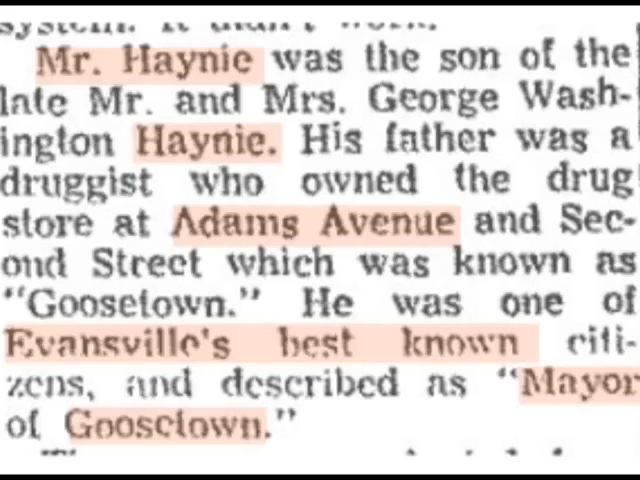 Mr. Haynie was the son of the
late Mr. and Mrs. George Wash-
ington Haynie. His father was a
druggist who owned the drug
store at Adams Avenue and Sec-
ond Street which was known as
"Goosetown." He was one of
Evansville's best known citi-
zens, and described as "Mayor
of Goosetown."